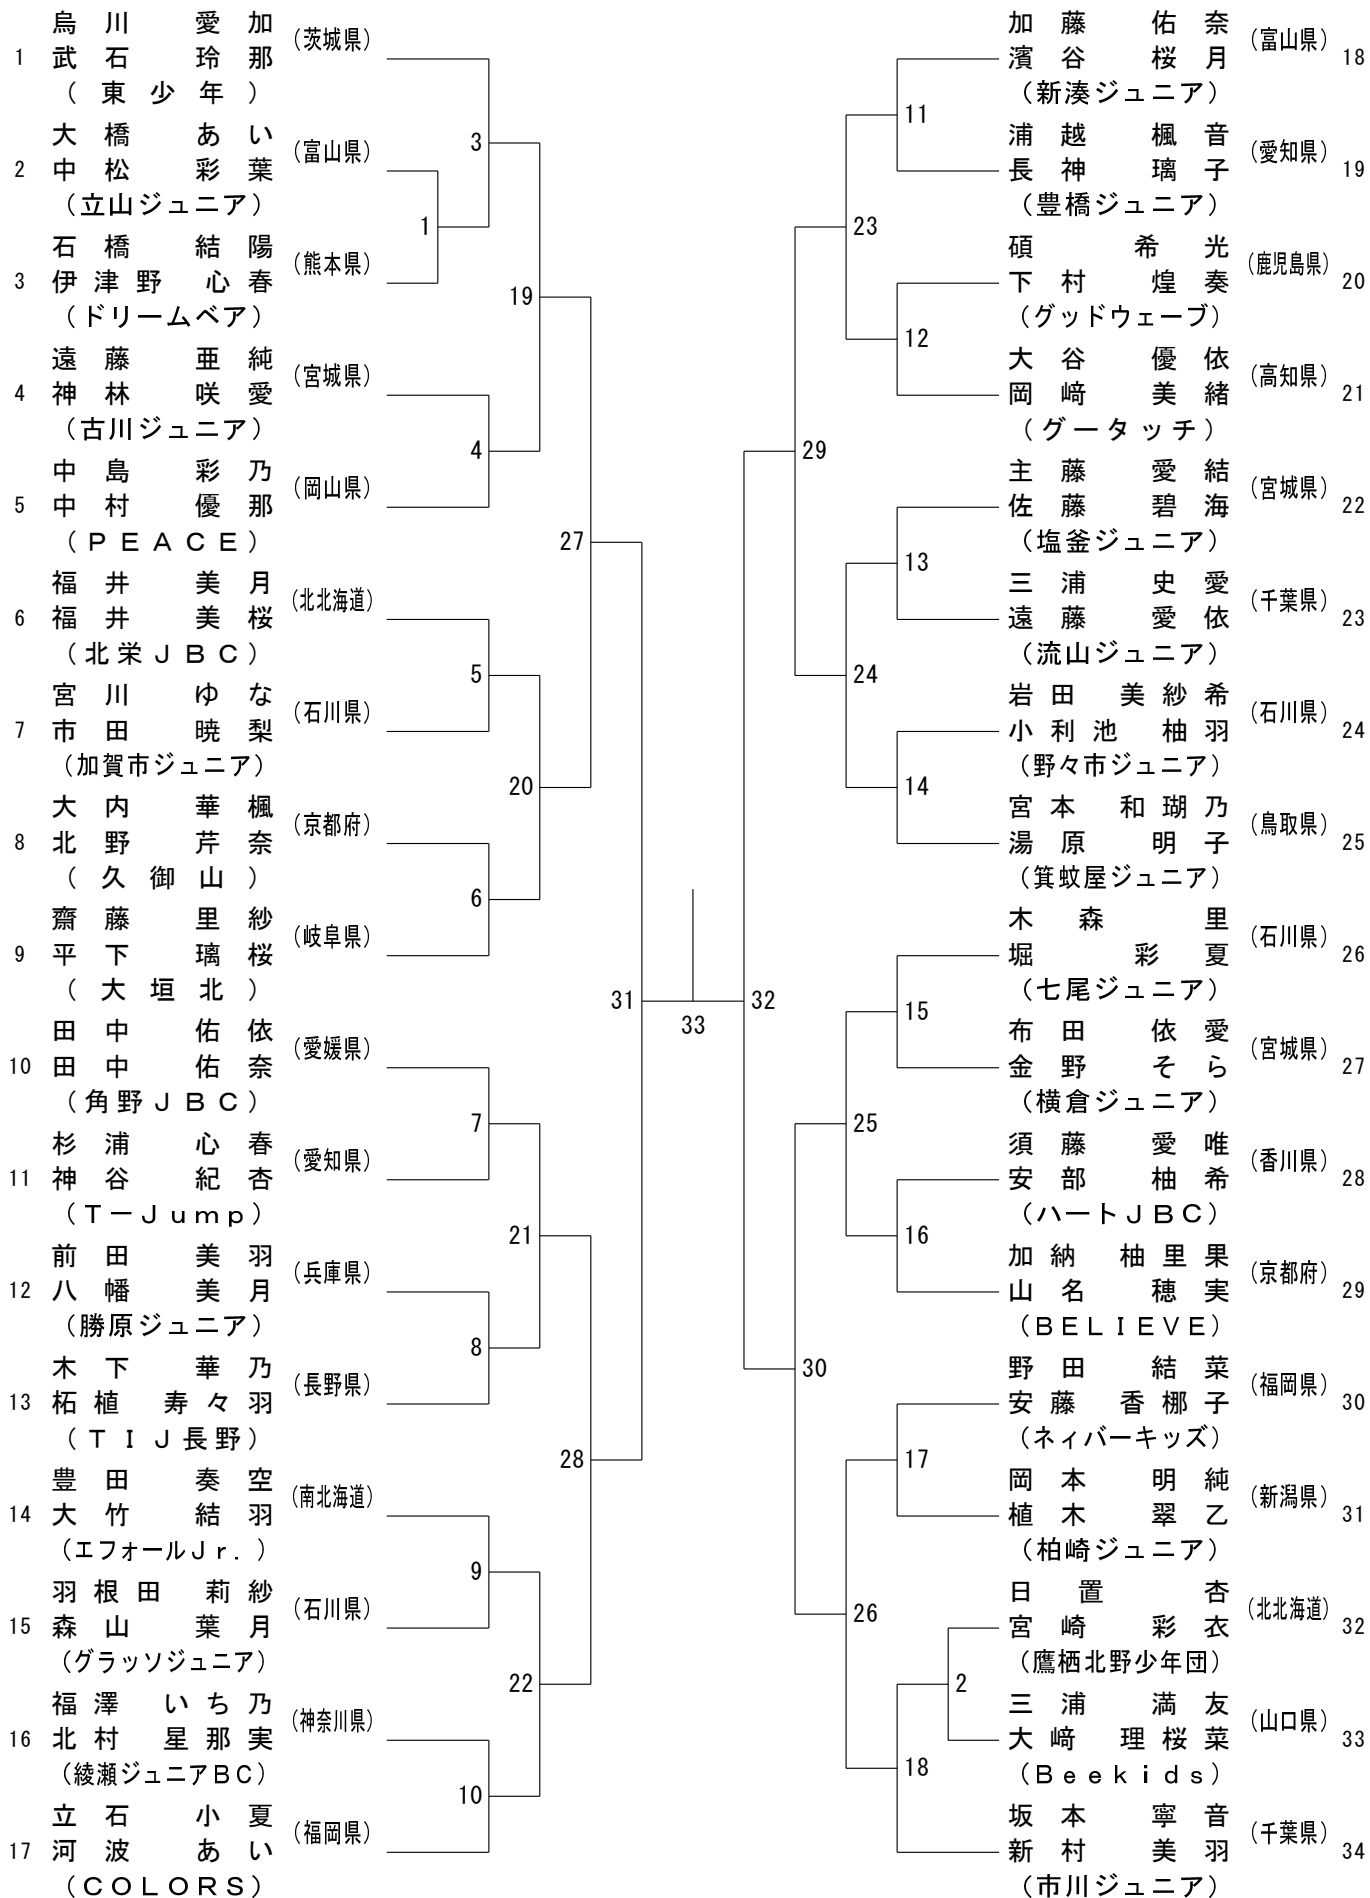 烏川　愛加
(茨城県)
1 武石　玲那
(東少年)
大橋　あい
(富山県)
2 中松　彩葉
(立山ジュニア)
石橋　結陽
(熊本県)
3 伊津野　心春
(ドリームベア)
遠藤　亜純
(宮城県)
4 神林　咲愛
(古川ジュニア)
中島　彩乃
(岡山県)
5 中村　優那
(ＰＥＡＣＥ)
福井　美月
(北北海道)
6 福井　美桜
(北栄ＪＢＣ)
宮川　ゆな
(石川県)
7 市田　暁梨
(加賀市ジュニア)
大内　華楓
(京都府)
8 北野　芹奈
(久御山)
齋藤　里紗
(岐阜県)
9 平下　璃桜
(大垣北)
田中　佑依
(愛媛県)
10 田中　佑奈
(角野ＪＢＣ)
杉浦　心春
(愛知県)
11 神谷　紀杏
(Ｔ－Ｊｕｍｐ)
前田　美羽
(兵庫県)
12 八幡　美月
(勝原ジュニア)
木下　華乃
(長野県)
13 柘植　寿々羽
(ＴＩＪ長野)
豊田　奏空
(南北海道)
14 大竹　結羽
(エフォールＪｒ．)
羽根田　莉紗
(石川県)
15 森山　葉月
(グラッソジュニア)
福澤　いち乃
(神奈川県)
16 北村　星那実
(綾瀬ジュニアＢＣ)
立石　小夏
(福岡県)
17 河波　あい
(ＣＯＬＯＲＳ)
3
1
19
4
27
5
20
6
31
7
21
8
28
9
22
10
33
32
11
23
12
29
13
24
14
15
25
16
30
17
26
2
18
加藤　佑奈
(富山県)
濱谷　桜月 18
(新湊ジュニア)
浦越　楓音
(愛知県)
長神　璃子 19
(豊橋ジュニア)
碩　希光
(鹿児島県)
下村　煌奏 20
(グッドウェーブ)
大谷　優依
(高知県)
岡﨑　美緒 21
(グータッチ)
主藤　愛結
(宮城県)
佐藤　碧海 22
(塩釜ジュニア)
三浦　史愛
(千葉県)
遠藤　愛依 23
(流山ジュニア)
岩田　美紗希
(石川県)
小利池　柚羽 24
(野々市ジュニア)
宮本　和瑚乃
(鳥取県)
湯原　明子 25
(箕蚊屋ジュニア)
木森　里
(石川県)
堀　彩夏 26
(七尾ジュニア)
布田　依愛
(宮城県)
金野　そら 27
(横倉ジュニア)
須藤　愛唯
(香川県)
安部　柚希 28
(ハートＪＢＣ)
加納　柚里果
(京都府)
山名　穂実 29
(ＢＥＬＩＥＶＥ)
野田　結菜
(福岡県)
安藤　香梛子 30
(ネィバーキッズ)
岡本　明純
(新潟県)
植木　翠乙 31
(柏崎ジュニア)
日置　杏
(北北海道)
宮崎　彩衣 32
(鷹栖北野少年団)
三浦　満友
(山口県)
大﨑　理桜菜 33
(Ｂｅｅｋｉｄｓ)
坂本　寧音
(千葉県)
新村　美羽 34
(市川ジュニア)